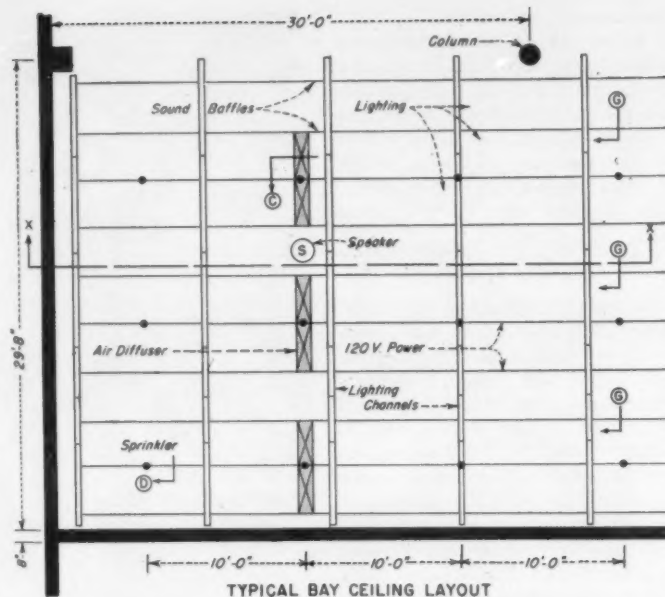 30'-0"
Column
Sound Baffles
Lighting
G
C
X
X
S
Speaker
G
29'-8"
Air Diffuser
120 V. Power
Lighting
Channels
G
Sprinkler
D
8"
10'-0"
10'-0"
10'-0"
TYPICAL BAY CEILING LAYOUT